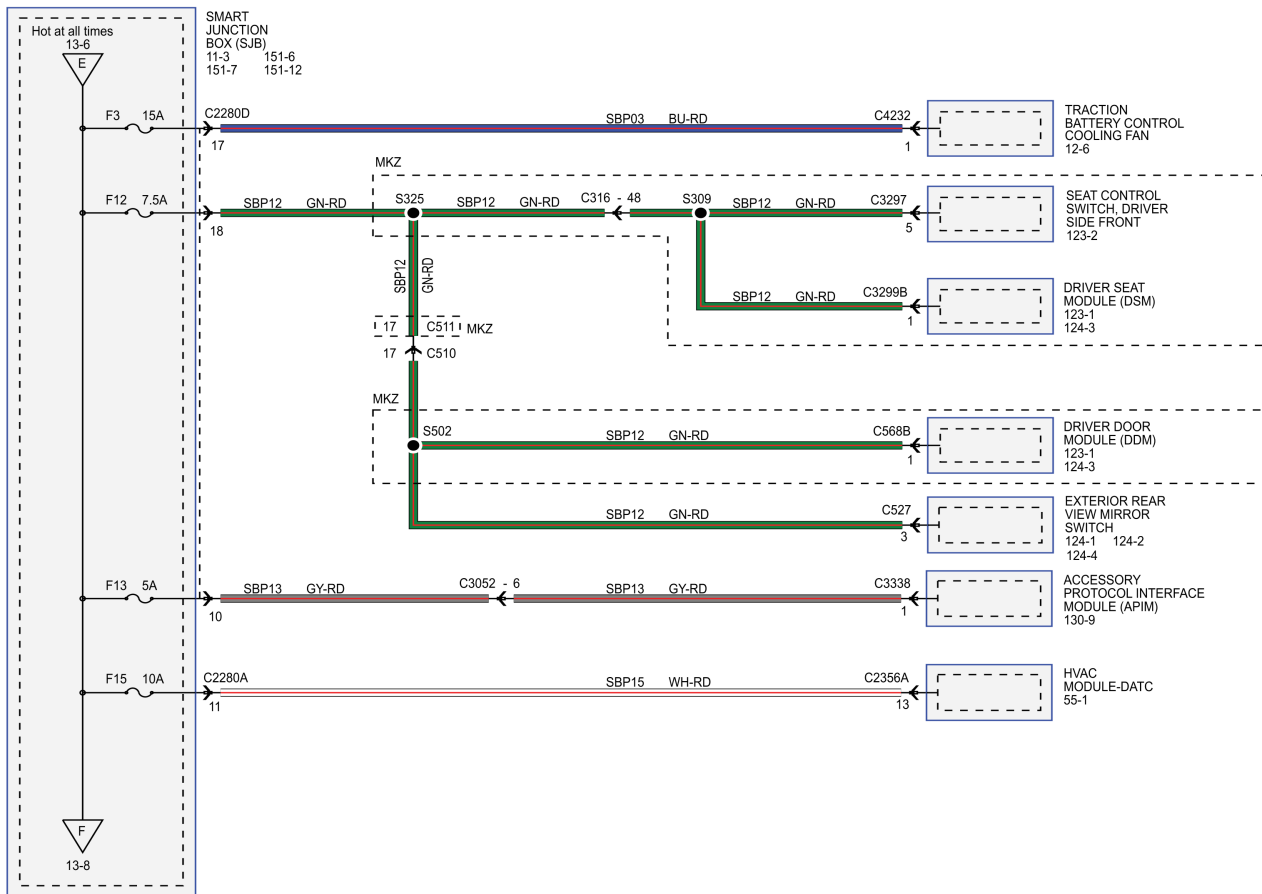 Hot at all times
13-6
E
SMART
JUNCTION
BOX (SJB)
11-3 151-6
151-7 151-12
F3 15A
C2280D
17
SBP03 BU-RD
C4232
1
TRACTION
BATTERY CONTROL
COOLING FAN
12-6
MKZ
F12 7.5A
18
SBP12 GN-RD
S325
SBP12 GN-RD
C316 - 48
S309
SBP12 GN-RD
C3297
5
SEAT CONTROL
SWITCH, DRIVER
SIDE FRONT
123-2
SBP12
GN-RD
SBP12 GN-RD
C3299B
1
DRIVER SEAT
MODULE (DSM)
123-1
124-3
17 C511
MKZ
17 C510
MKZ
S502
SBP12 GN-RD
C568B
1
DRIVER DOOR
MODULE (DDM)
123-1
124-3
SBP12 GN-RD
C527
3
EXTERIOR REAR
VIEW MIRROR
SWITCH
124-1 124-2
124-4
F13 5A
10
SBP13 GY-RD
C3052 - 6
SBP13 GY-RD
C3338
1
ACCESSORY
PROTOCOL INTERFACE
MODULE (APIM)
130-9
F15 10A
C2280A
11
SBP15 WH-RD
C2356A
13
HVAC
MODULE-DATC
55-1
F
13-8